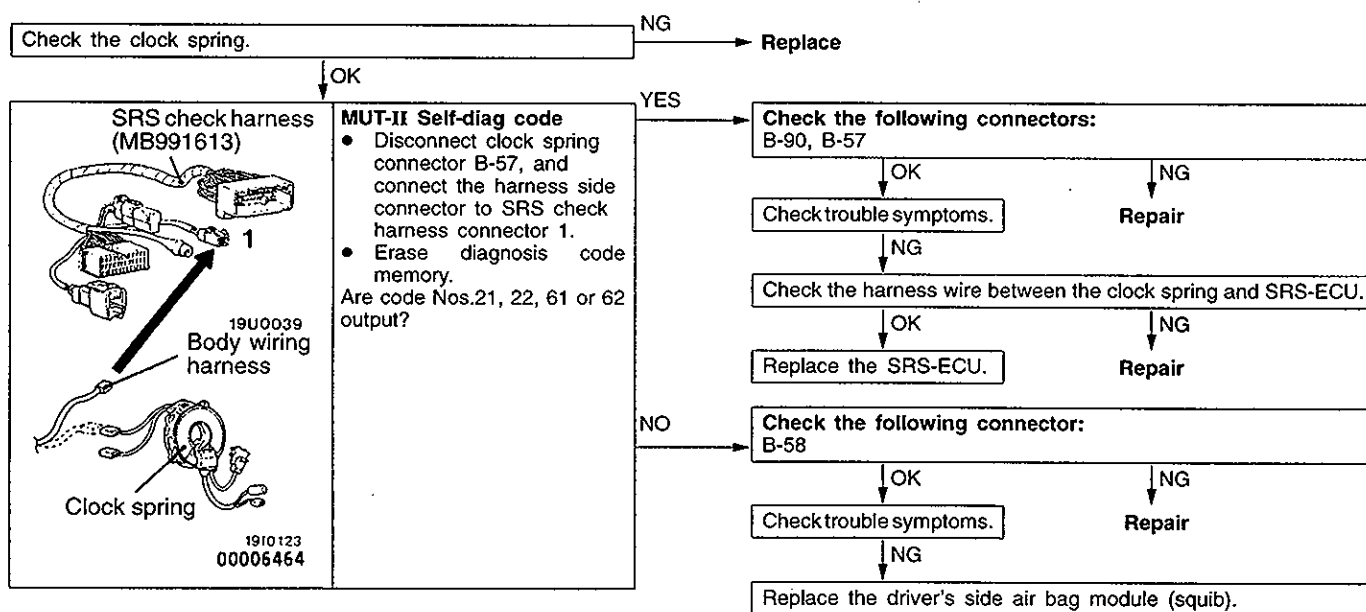 Check the clock spring.
NG
Replace
OK
SRS check harness
(MB991613)
1
19U0039
Body wiring
harness
Clock spring
19I0123
00006464
MUT-II Self-diag code
● Disconnect clock spring
connector B-57, and
connect the harness side
connector to SRS check
harness connector 1.
● Erase diagnosis code
memory.
Are code Nos.21, 22, 61 or 62
output?
YES
Check the following connectors:
B-90, B-57
OK
NG
Check trouble symptoms.
Repair
NG
Check the harness wire between the clock spring and SRS-ECU.
OK
NG
Replace the SRS-ECU.
Repair
NO
Check the following connector:
B-58
OK
NG
Check trouble symptoms.
Repair
NG
Replace the driver's side air bag module (squib).